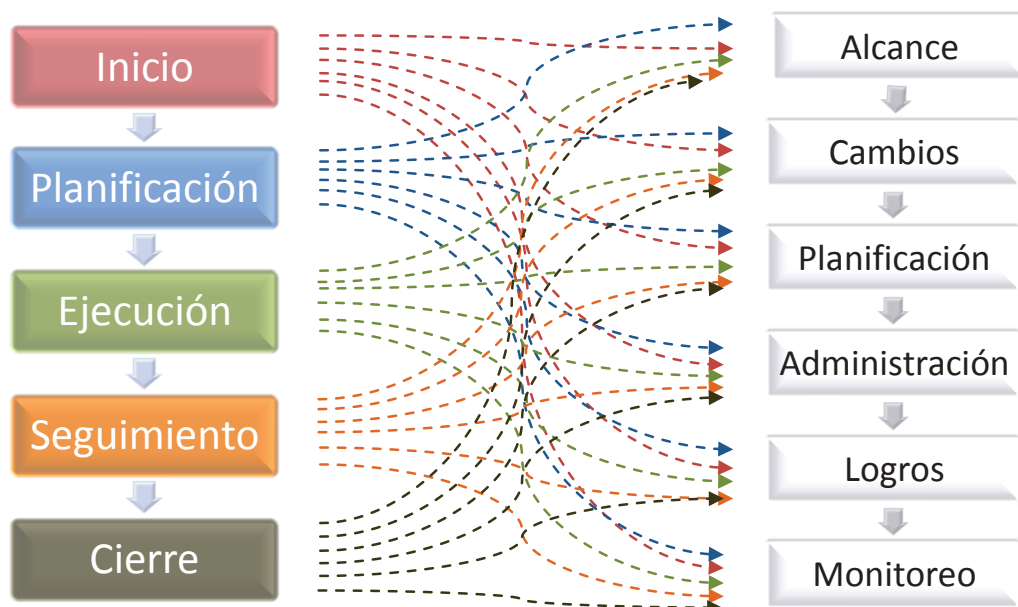 Inicio
Planificación
Ejecución
Seguimiento
Cierre
Alcance
Cambios
Planificación
Administración
Logros
Monitoreo